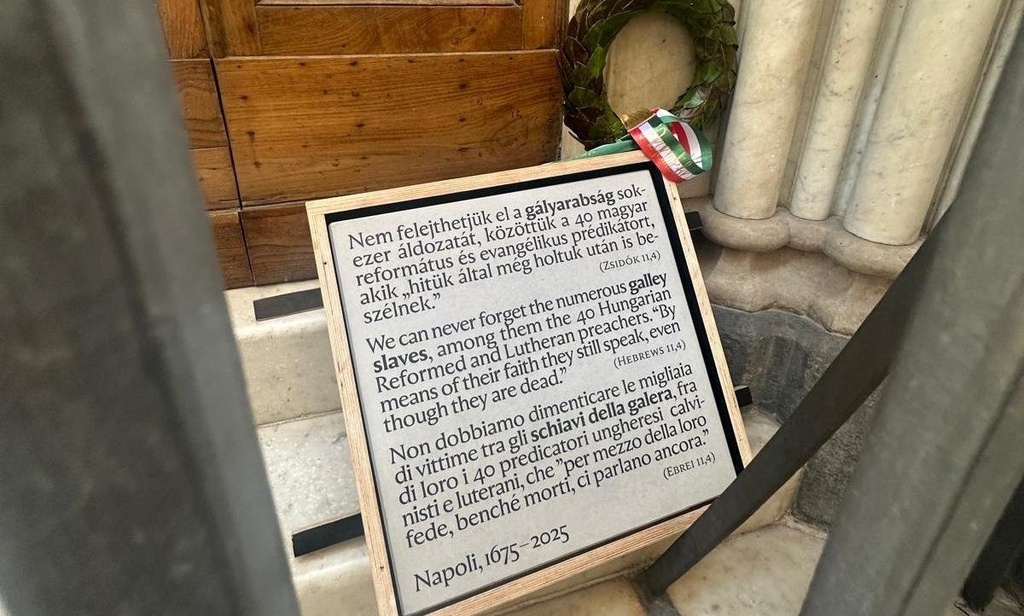 Nem felejthetjük el a gályarabság sok-
ezer áldozatát, közöttük a 40 magyar
református és evangélikus prédikátort,
akik „hitük által még holtuk után is be-
szélnek.”
(Zsidók 11,4)
We can never forget the numerous galley
slaves, among them the 40 Hungarian
Reformed and Lutheran preachers. “By
means of their faith they still speak, even
though they are dead.”
(Hebrews 11,4)
Non dobbiamo dimenticare le migliaia
di vittime tra gli schiavi della galera, fra
di loro i 40 predicatori ungheresi calvi-
nisti e luterani, che ”per mezzo della loro
fede, benché morti, ci parlano ancora.”
(Ebrei 11,4)
Napoli, 1675–2025